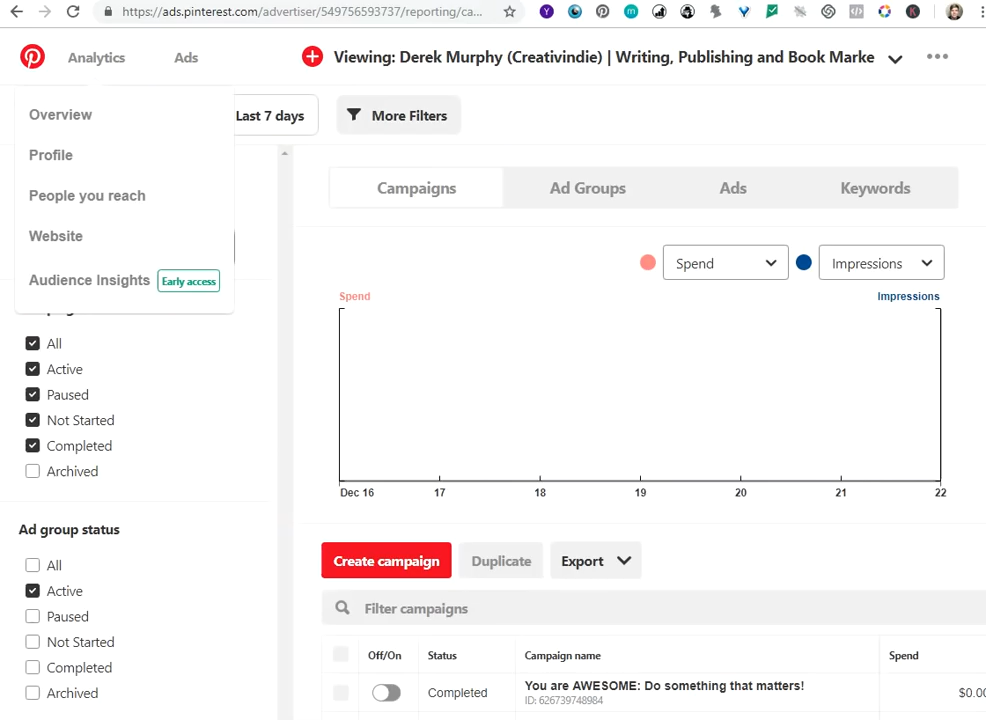 https://ads.pinterest.com/advertiser/549756593737/reporting/ca...
Analytics
Ads
Viewing: Derek Murphy (Creativindie) | Writing, Publishing and Book Marke
Overview
Profile
People you reach
Website
Audience Insights
Early access
Last 7 days
More Filters
Campaigns
Ad Groups
Ads
Keywords
Spend
Impressions
Spend
Impressions
Dec 16
17
18
19
20
21
22
All
Active
Paused
Not Started
Completed
Archived
Ad group status
All
Active
Paused
Not Started
Completed
Archived
Create campaign
Duplicate
Export
Filter campaigns
Off/On
Status
Campaign name
Spend
Completed
You are AWESOME: Do something that matters!
$0.00
ID: 626739748984